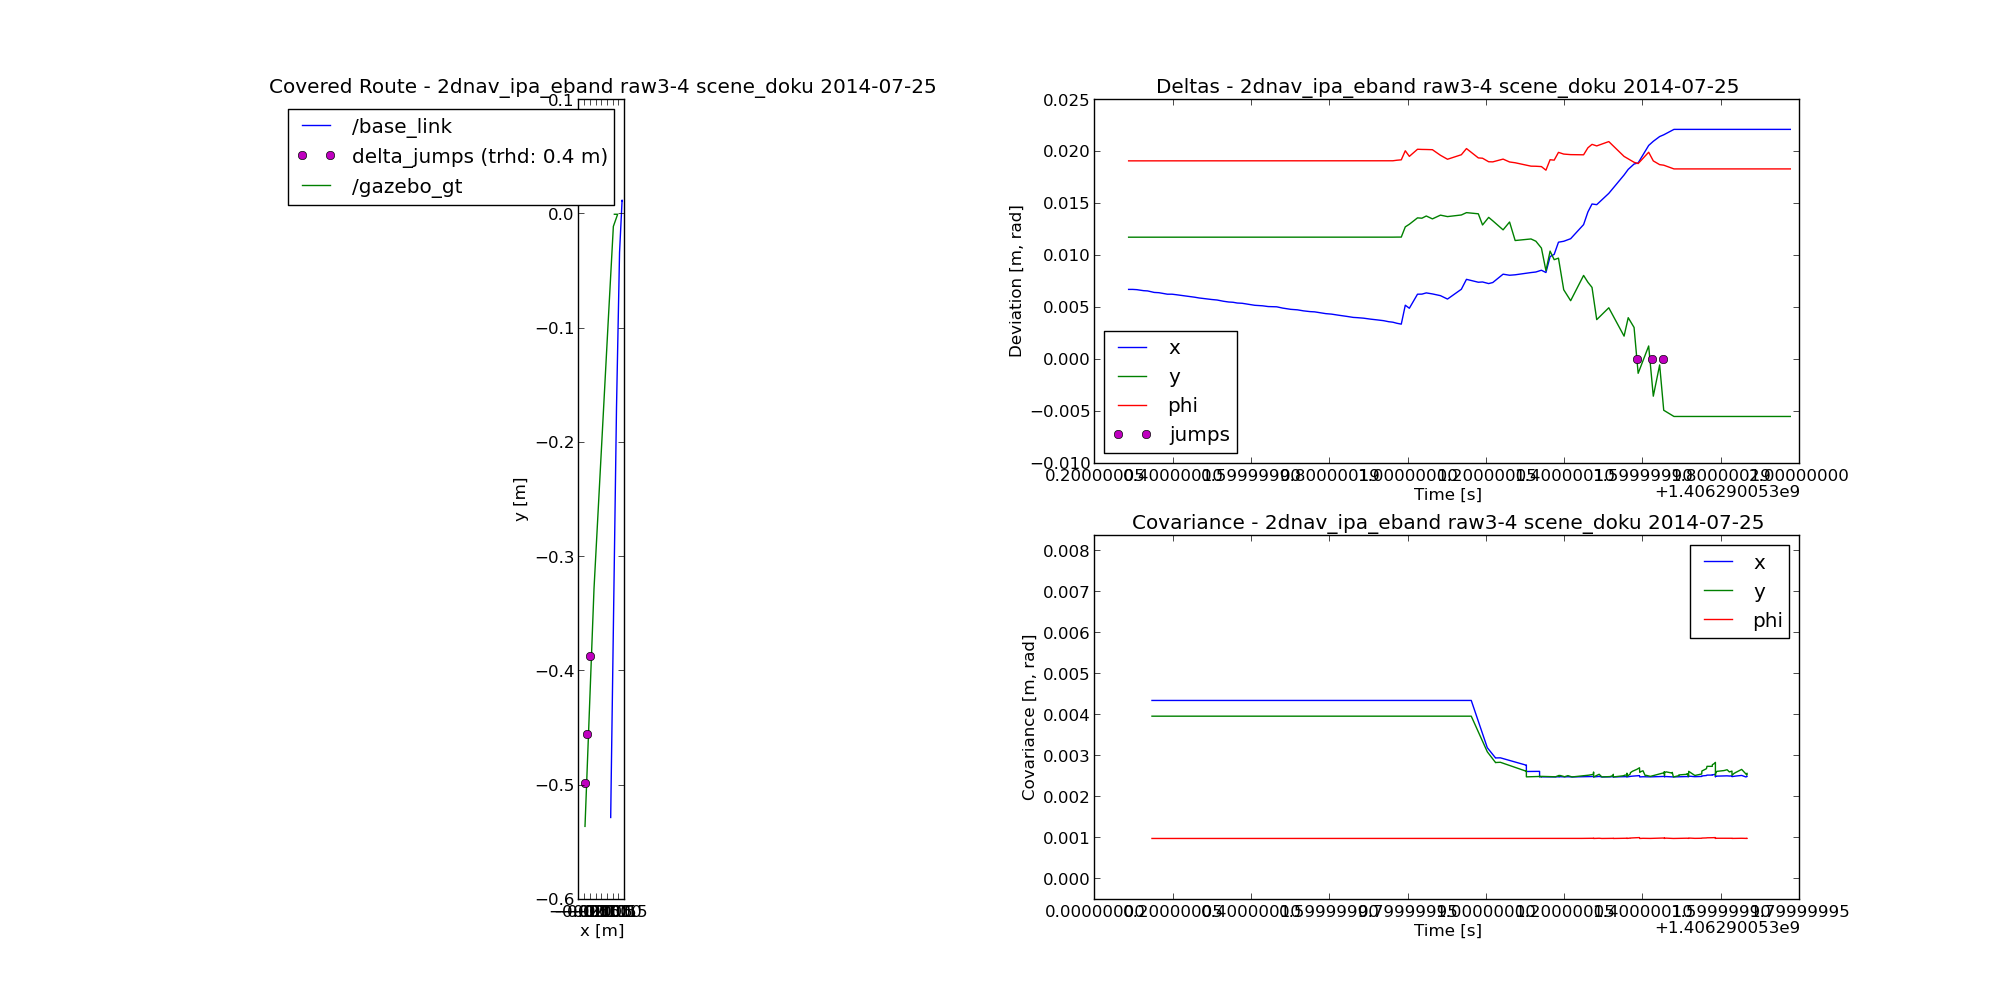 Covered Route - 2dnav_ipa_eband raw3-4 scene_doku 2014-07-25
0.1
/base_link
delta_jumps (trhd: 0.4 m)
/gazebo_gt
0.0
−0.1
−0.2
−0.3
−0.4
−0.5
−0.6
y [m]
x [m]
Deltas - 2dnav_ipa_eband raw3-4 scene_doku 2014-07-25
0.025
0.020
0.015
0.010
0.005
0.000
−0.005
−0.010
Deviation [m, rad]
x
y
phi
jumps
Time [s]
+1.406290053e9
Covariance - 2dnav_ipa_eband raw3-4 scene_doku 2014-07-25
0.008
0.007
0.006
0.005
0.004
0.003
0.002
0.001
0.000
Covariance [m, rad]
x
y
phi
Time [s]
+1.406290053e9